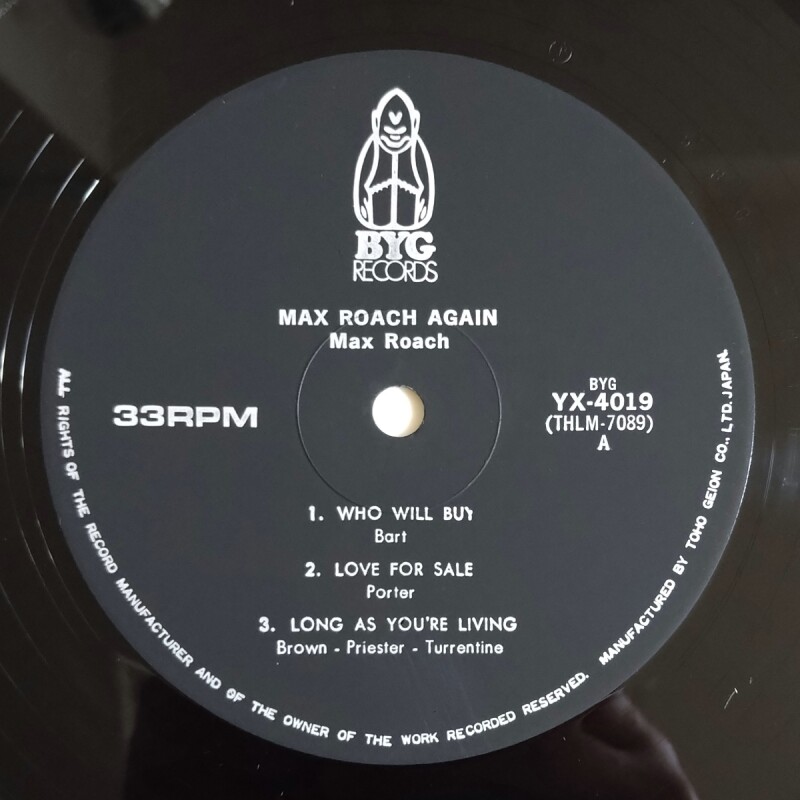 BYG
RECORDS
MAX ROACH AGAIN
Max Roach
33RPM
BYG
YX-4019
(THLM-7089)
A
1. WHO WILL BUY
Bart
2. LOVE FOR SALE
Porter
3. LONG AS YOU'RE LIVING
Brown - Priester - Turrentine
ALL RIGHTS OF THE RECORD MANUFACTURER AND OF THE OWNER OF THE WORK RECORDED RESERVED. MANUFACTURED BY TOHO GEION CO., LTD. JAPAN.